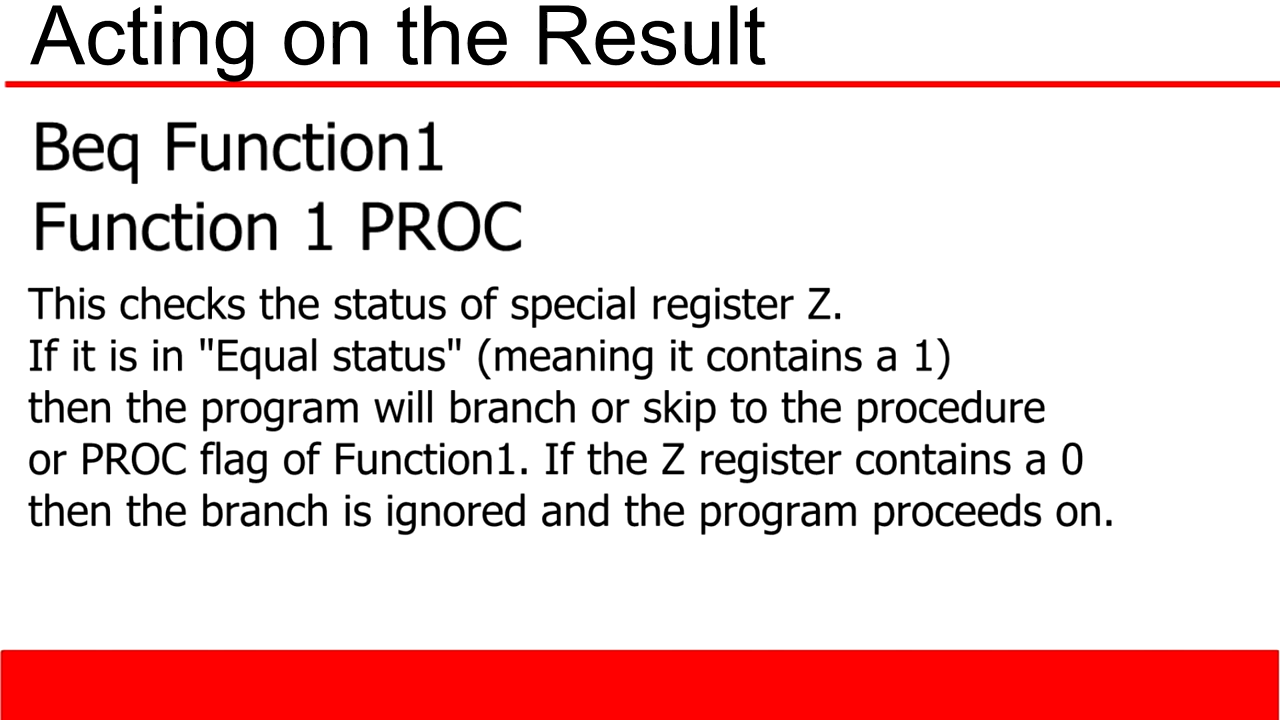 Acting on the Result
Beq Function1
Function 1 PROC
This checks the status of special register Z.
If it is in "Equal status" (meaning it contains a 1)
then the program will branch or skip to the procedure
or PROC flag of Function1. If the Z register contains a 0
then the branch is ignored and the program proceeds on.